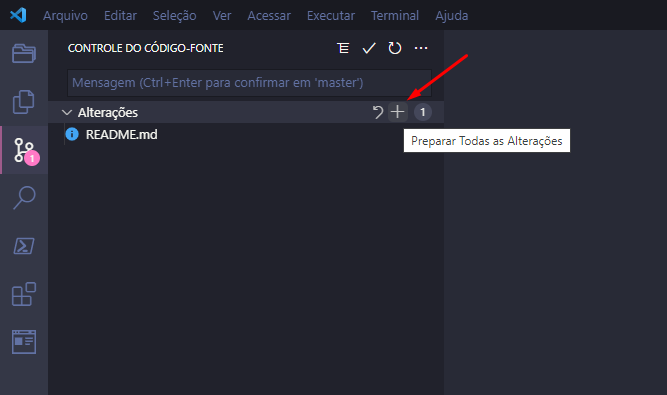 Arquivo Editar Seleção Ver Acessar Executar Terminal Ajuda
CONTROLE DO CÓDIGO-FONTE
Mensagem (Ctrl+Enter para confirmar em 'master')
Alterações 1
README.md
Preparar Todas as Alterações
1